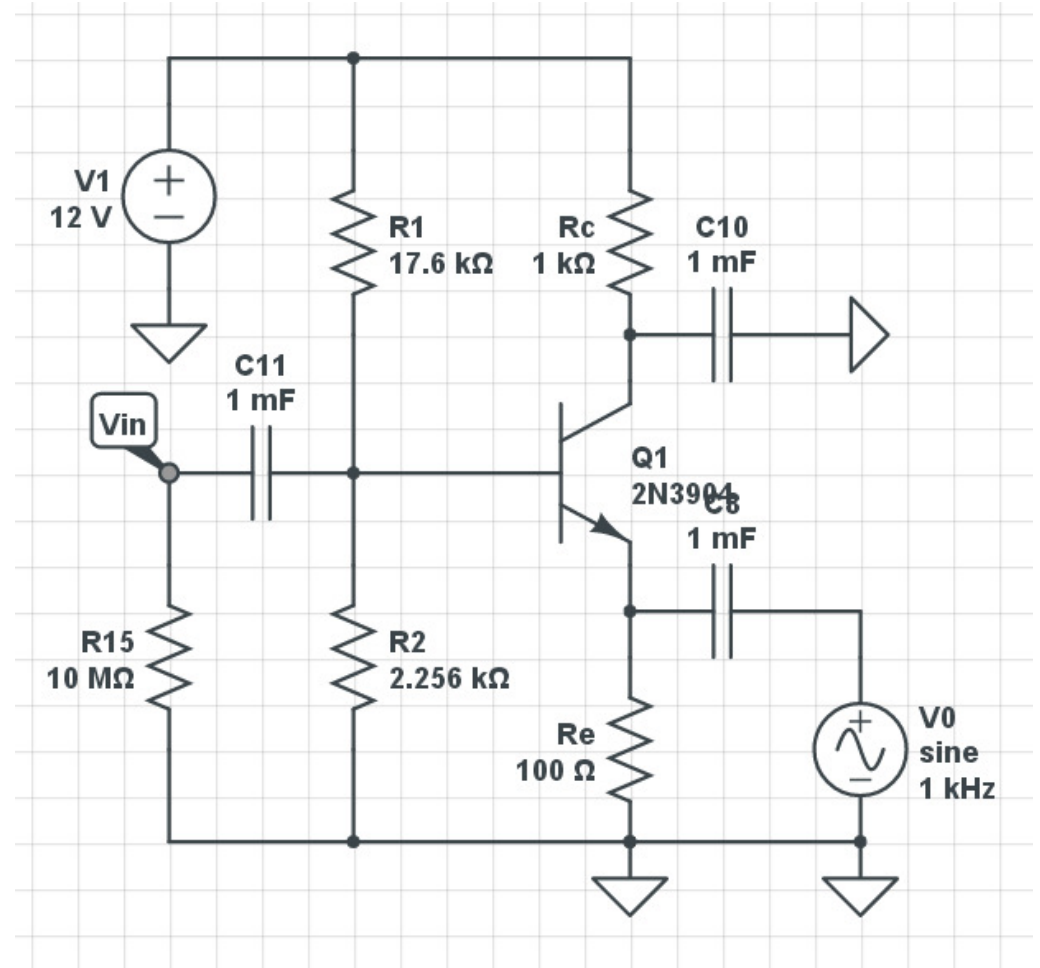 V1
12 V
R1
17.6 kΩ
Rc
1 kΩ
C10
1 mF
C11
1 mF
Vin
Q1
2N3904
C8
1 mF
R15
10 MΩ
R2
2.256 kΩ
Re
100 Ω
V0
sine
1 kHz